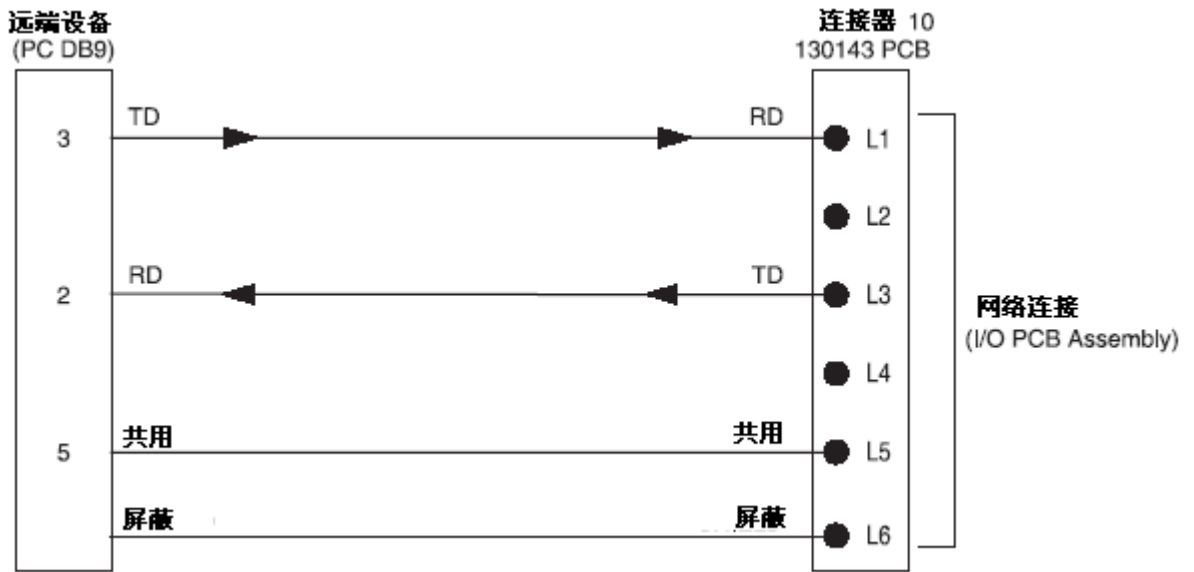 远端设备
(PC DB9)
连接器 10
130143 PCB
3 TD RD L1
L2
2 RD TD L3
网络连接
(I/O PCB Assembly)
L4
5 共用 共用 L5
屏蔽 屏蔽 L6